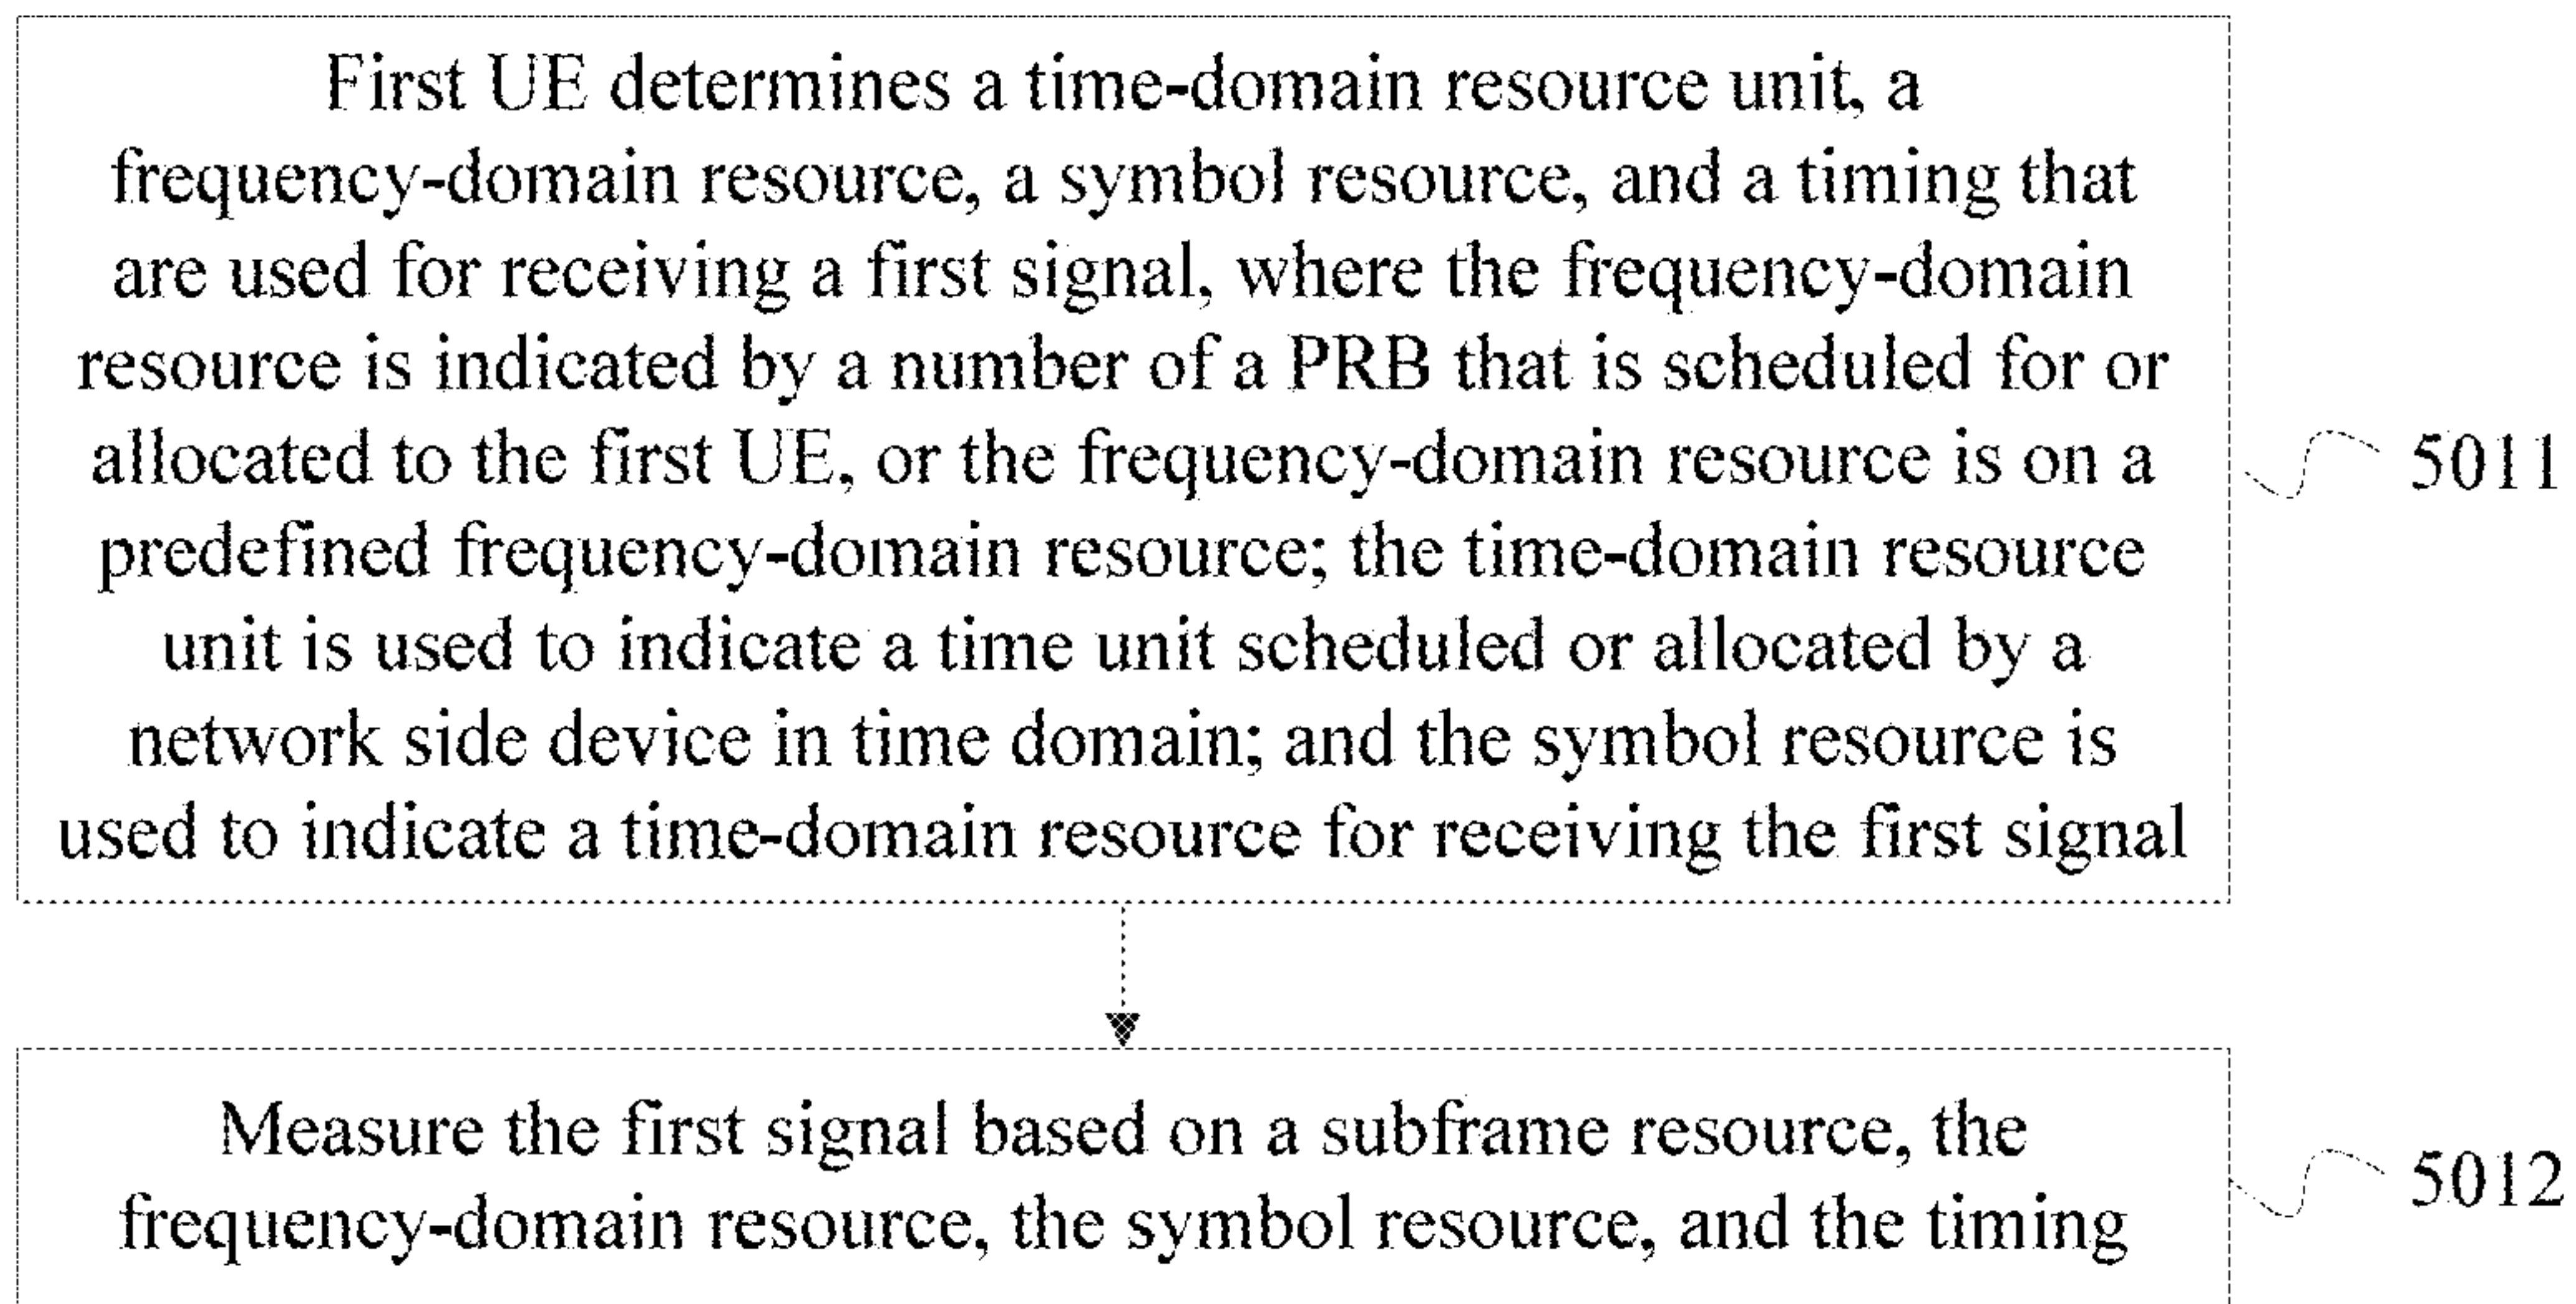 First UE determines a time-domain resource unit, a
frequency-domain resource, a symbol resource, and a timing that
are used for receiving a first signal, where the frequency-domain
resource is indicated by a number of a PRB that is scheduled for or
allocated to the first UE, or the frequency-domain resource is on a
predefined frequency-domain resource; the time-domain resource
unit is used to indicate a time unit scheduled or allocated by a
network side device in time domain; and the symbol resource is
used to indicate a time-domain resource for receiving the first signal
5011
Measure the first signal based on a subframe resource, the
frequency-domain resource, the symbol resource, and the timing
5012